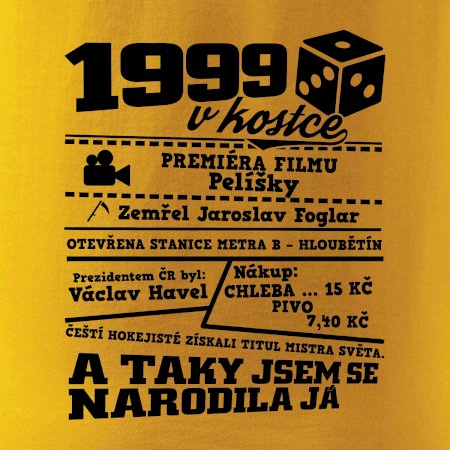 1999
v kostce
PREMIÉRA FILMU
Pelíšky
Zemřel Jaroslav Foglar
OTEVŘENA STANICE METRA B – HLOUBĚTÍN
Prezidentem ČR byl:
Václav Havel
Nákup:
CHLEBA ... 15 KČ
PIVO
7,40 KČ
ČEŠTÍ HOKEJISTÉ ZÍSKALI TITUL MISTRA SVĚTA.
A TAKY JSEM SE
NARODILA JÁ